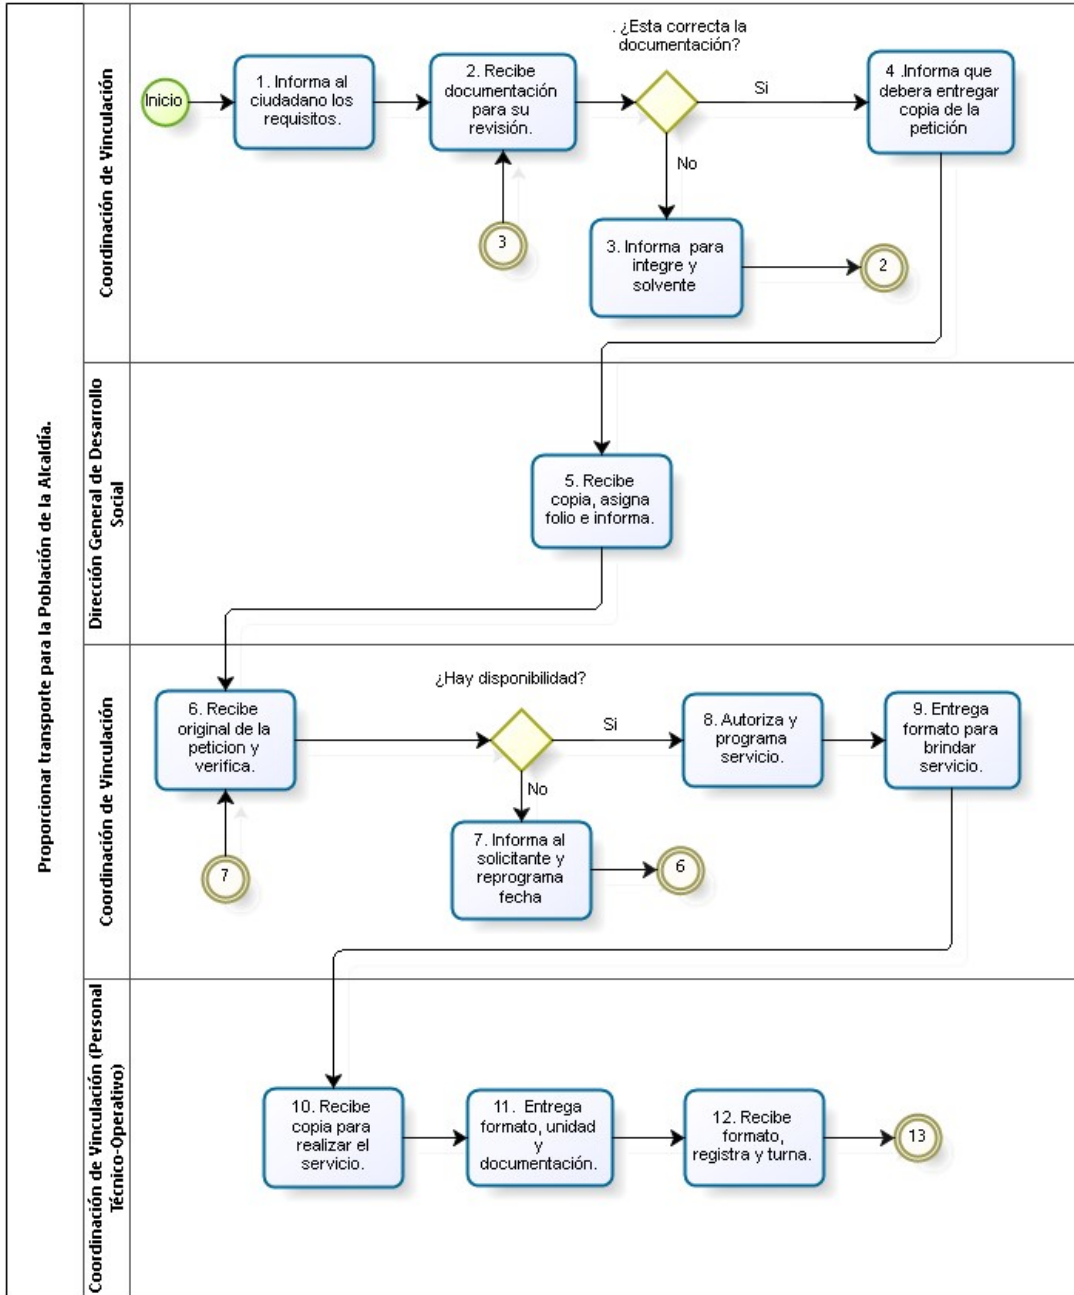 Proporcionar transporte para la Población de la Alcaldía.
Coordinación de Vinculación
Inicio
1. Informa al
ciudadano los
requisitos.
2. Recibe
documentación
para su
revisión.
. ¿Esta correcta la
documentación?
Si
No
4 .Informa que
debera entregar
copia de la
petición
3
3. Informa para
integre y
solvente
2
Dirección General de Desarrollo
Social
5. Recibe
copia, asigna
folio e informa.
Coordinación de Vinculación
6. Recibe
original de la
peticion y
verifica.
¿Hay disponibilidad?
Si
No
8. Autoriza y
programa
servicio.
9. Entrega
formato para
brindar
servicio.
7
7. Informa al
solicitante y
reprograma
fecha
6
Coordinación de Vinculación (Personal
Técnico-Operativo)
10. Recibe
copia para
realizar el
servicio.
11. Entrega
formato, unidad
y
documentación.
12. Recibe
formato,
registra y turna.
13